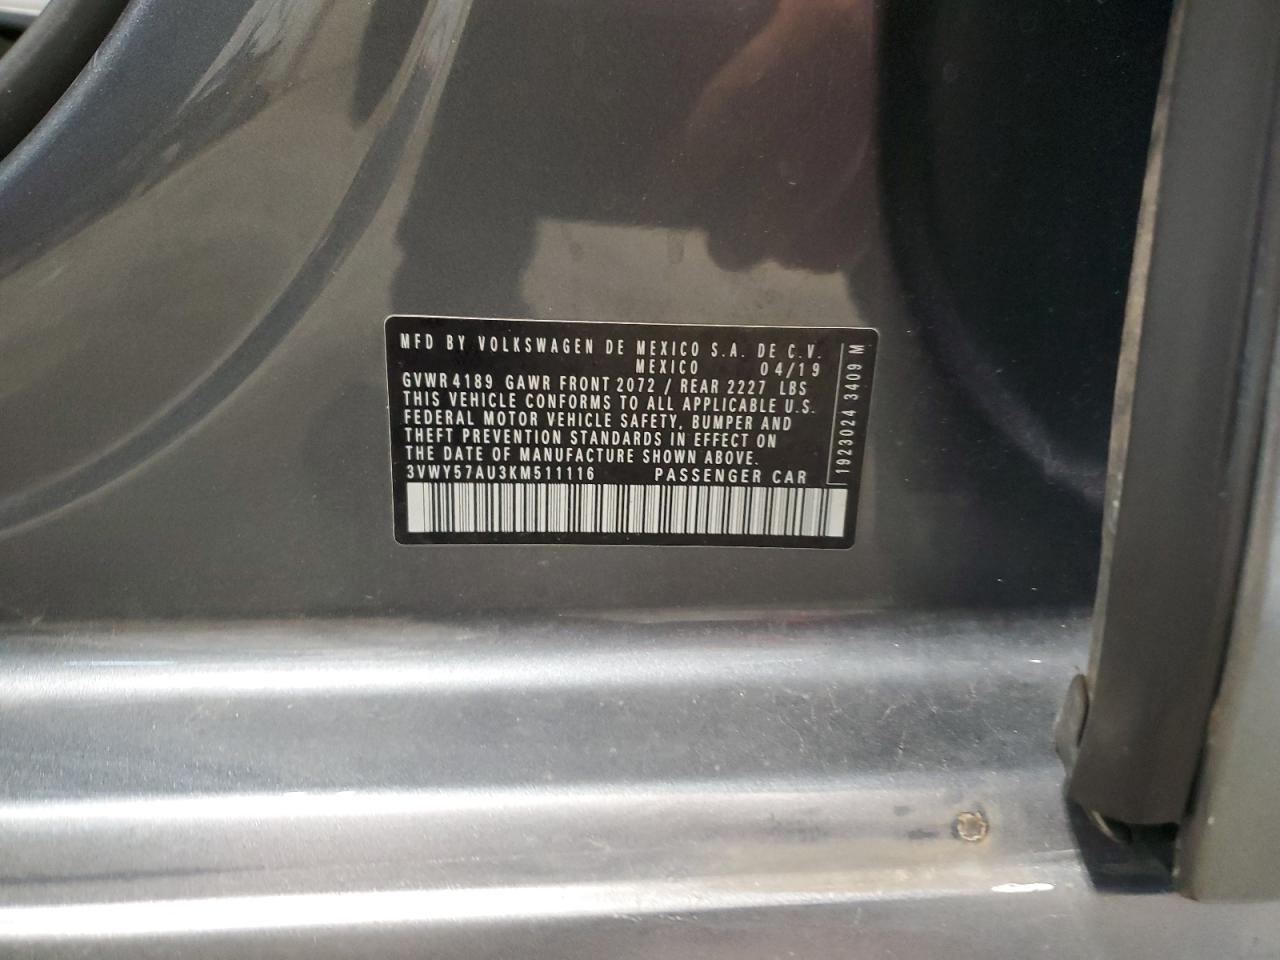 MFD BY VOLKSWAGEN DE MEXICO S.A. DE C.V.
MEXICO 04/19
GVWR 4189 GAWR FRONT 2072 / REAR 2227 LBS
THIS VEHICLE CONFORMS TO ALL APPLICABLE U.S.
FEDERAL MOTOR VEHICLE SAFETY, BUMPER AND
THEFT PREVENTION STANDARDS IN EFFECT ON
THE DATE OF MANUFACTURE SHOWN ABOVE.
3VWY57AU3KM511116 PASSENGER CAR
1923024 3409 M